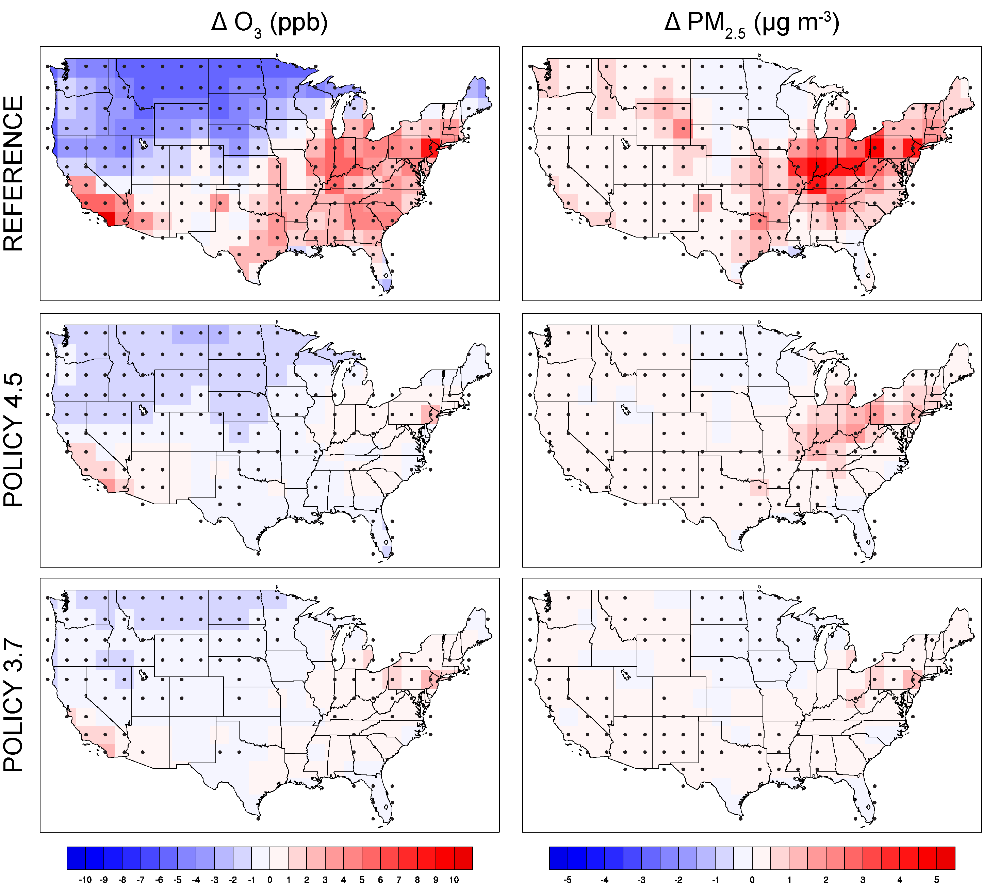 Δ O3 (ppb)
Δ PM2.5 (µg m-3)
REFERENCE
POLICY 4.5
POLICY 3.7
-10 -9 -8 -7 -6 -5 -4 -3 -2 -1 0 1 2 3 4 5 6 7 8 9 10
-5 -4 -3 -2 -1 0 1 2 3 4 5